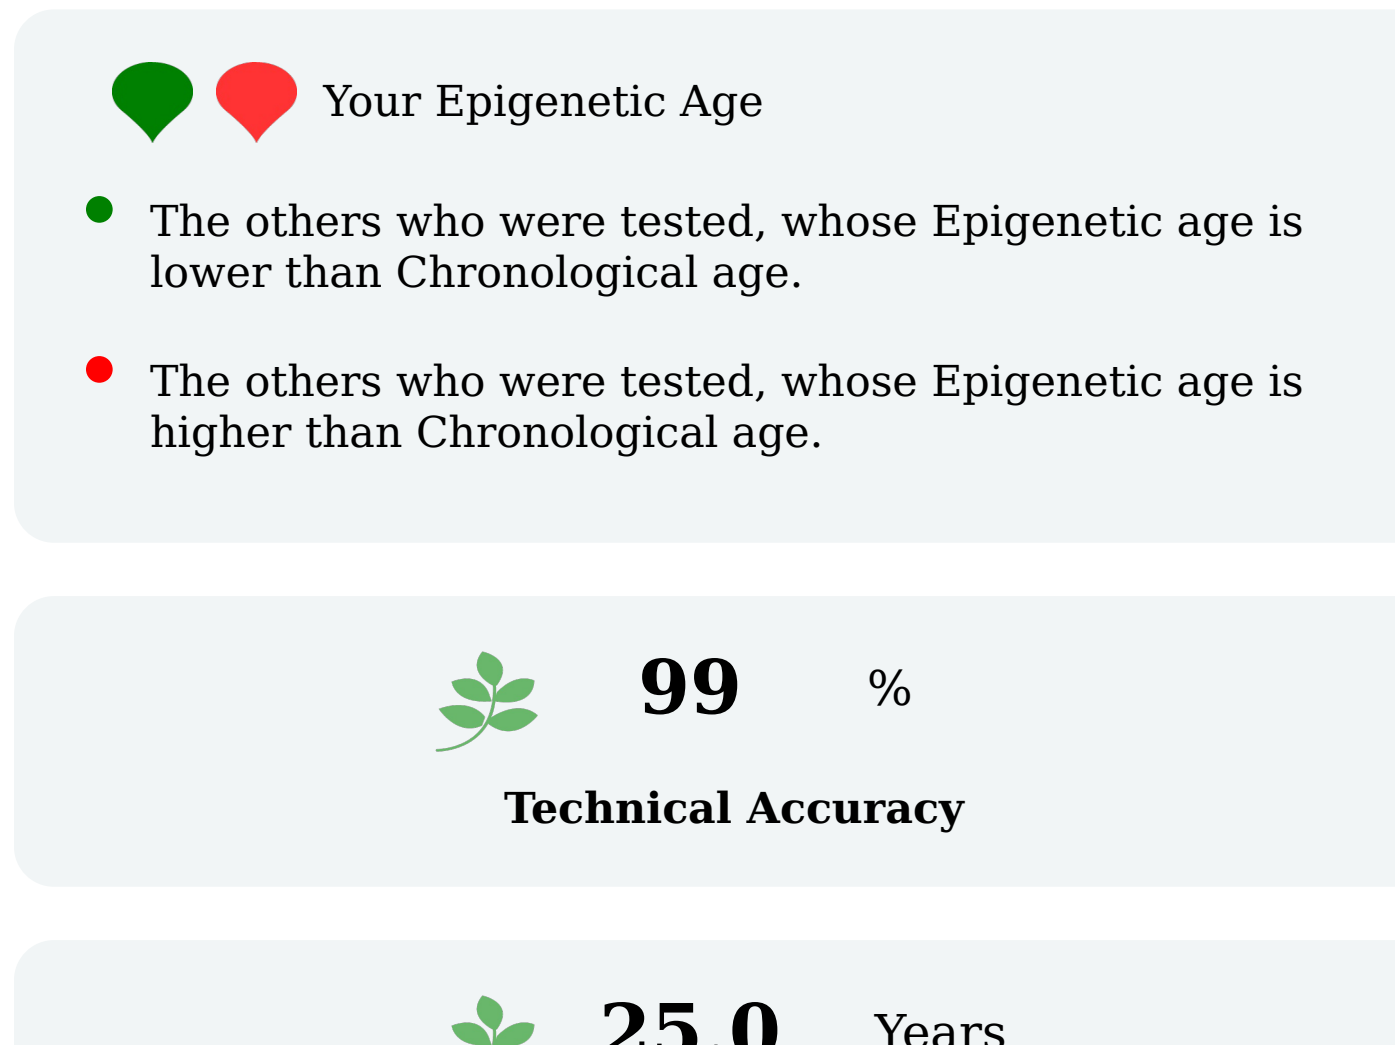 Your Epigenetic Age
The others who were tested, whose Epigenetic age is
lower than Chronological age.
The others who were tested, whose Epigenetic age is
higher than Chronological age.
99 %
Technical Accuracy
25.0 Years